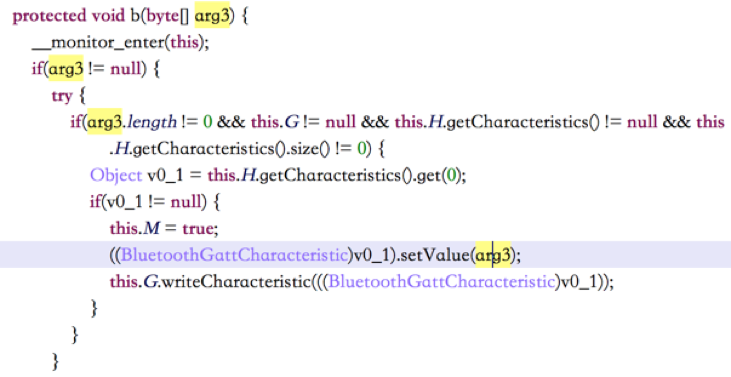 protected void b(byte[] arg3) {
__monitor_enter(this);
if(arg3 != null) {
try {
if(arg3.length != 0 && this.G != null && this.H.getCharacteristics() != null && this
.H.getCharacteristics().size() != 0) {
Object v0_1 = this.H.getCharacteristics().get(0);
if(v0_1 != null) {
this.M = true;
((BluetoothGattCharacteristic)v0_1).setValue(arg3);
this.G.writeCharacteristic(((BluetoothGattCharacteristic)v0_1));
}
}
}